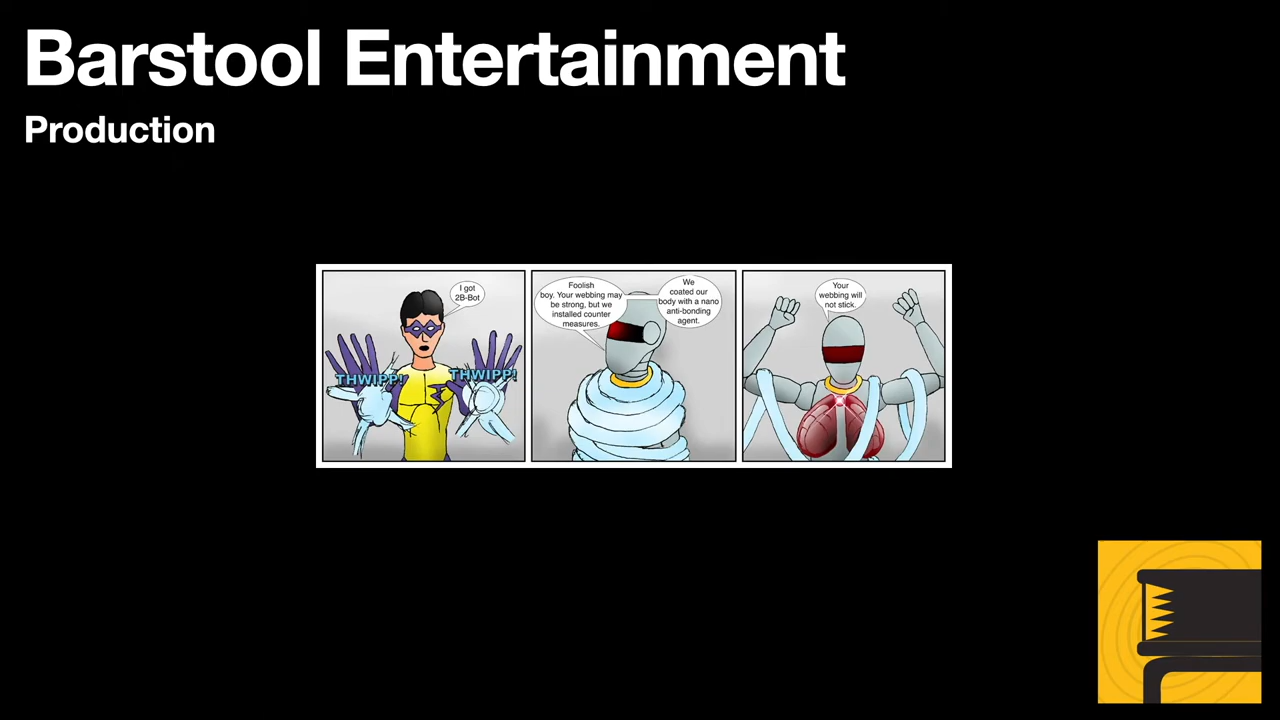 Barstool Entertainment
Production
I got
2B-Bot
THWIPP!
THWIPP!
Foolish
boy. Your webbing may
be strong, but we
installed counter
measures.
We
coated our
body with a nano
anti-bonding
agent.
Your
webbing will
not stick.